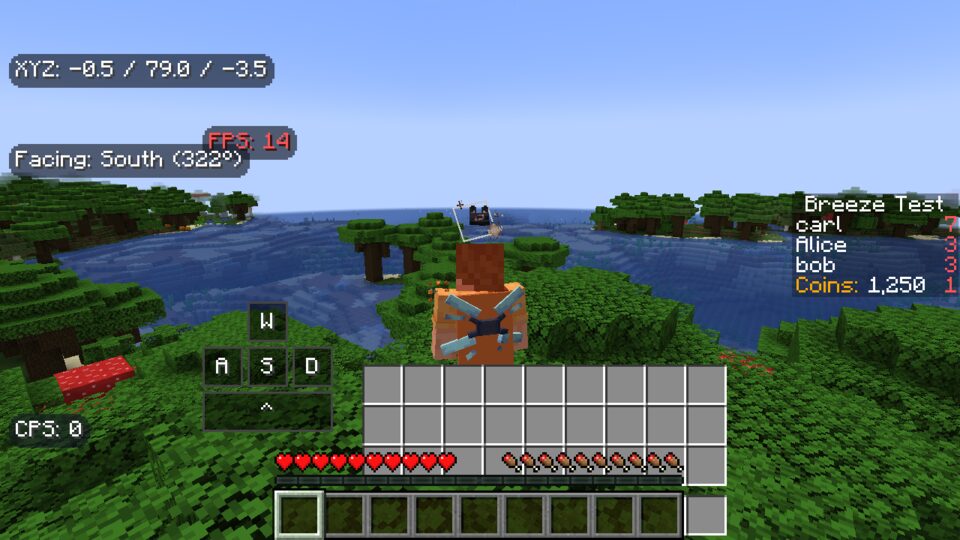 XYZ: -0.5 / 79.0 / -3.5
FPS: 14
Facing: South (322°)
Breeze Test
carl 7
Alice 3
bob 3
Coins: 1,250 1
W
A S D
^
CPS: 0